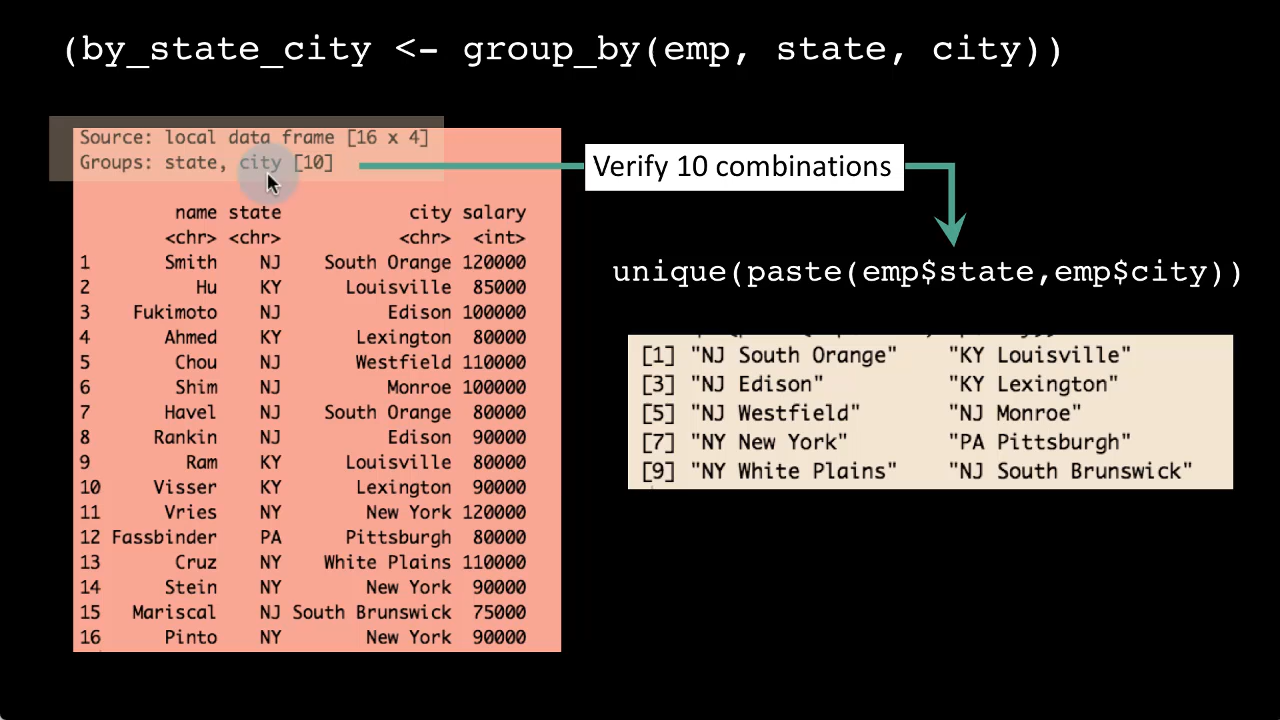 (by_state_city <- group_by(emp, state, city))
Source: local data frame [16 x 4]
Groups: state, city [10]
name state city salary
<chr> <chr> <chr> <int>
1 Smith NJ South Orange 120000
2 Hu KY Louisville 85000
3 Fukimoto NJ Edison 100000
4 Ahmed KY Lexington 80000
5 Chou NJ Westfield 110000
6 Shim NJ Monroe 100000
7 Havel NJ South Orange 80000
8 Rankin NJ Edison 90000
9 Ram KY Louisville 80000
10 Visser KY Lexington 90000
11 Vries NY New York 120000
12 Fassbinder PA Pittsburgh 80000
13 Cruz NY White Plains 110000
14 Stein NY New York 90000
15 Mariscal NJ South Brunswick 75000
16 Pinto NY New York 90000
Verify 10 combinations
unique(paste(emp$state,emp$city))
[1] "NJ South Orange" "KY Louisville"
[3] "NJ Edison" "KY Lexington"
[5] "NJ Westfield" "NJ Monroe"
[7] "NY New York" "PA Pittsburgh"
[9] "NY White Plains" "NJ South Brunswick"